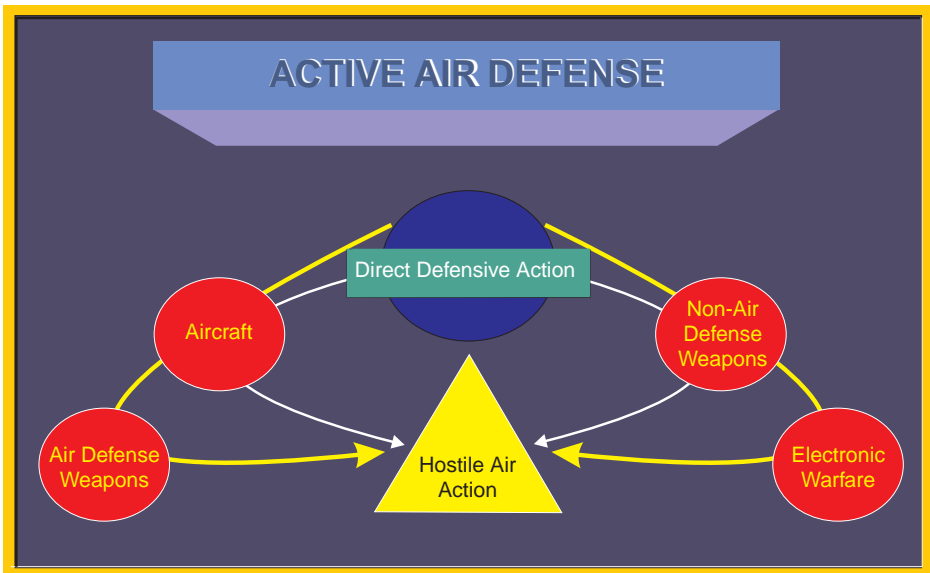 ACTIVE AIR DEFENSE
Direct Defensive Action
Aircraft
Non-Air
Defense
Weapons
Air Defense
Weapons
Hostile Air
Action
Electronic
Warfare